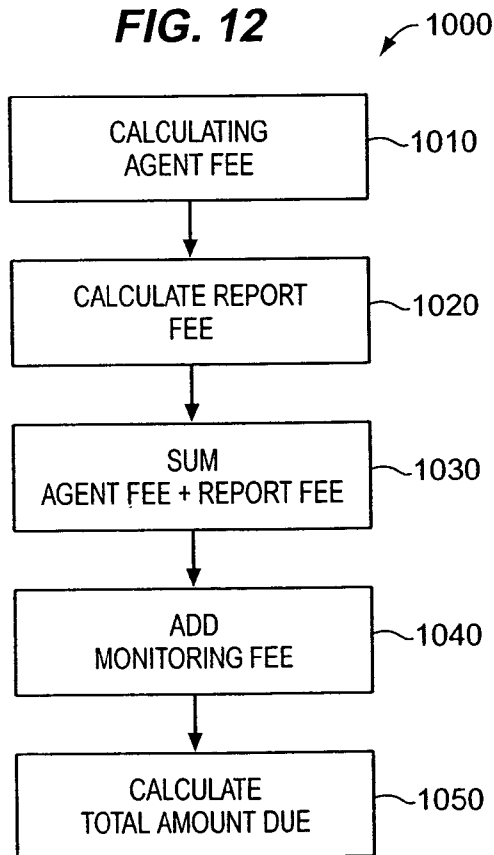 FIG. 12
1000
CALCULATING
AGENT FEE
1010
CALCULATE REPORT
FEE
1020
SUM
AGENT FEE + REPORT FEE
1030
ADD
MONITORING FEE
1040
CALCULATE
TOTAL AMOUNT DUE
1050